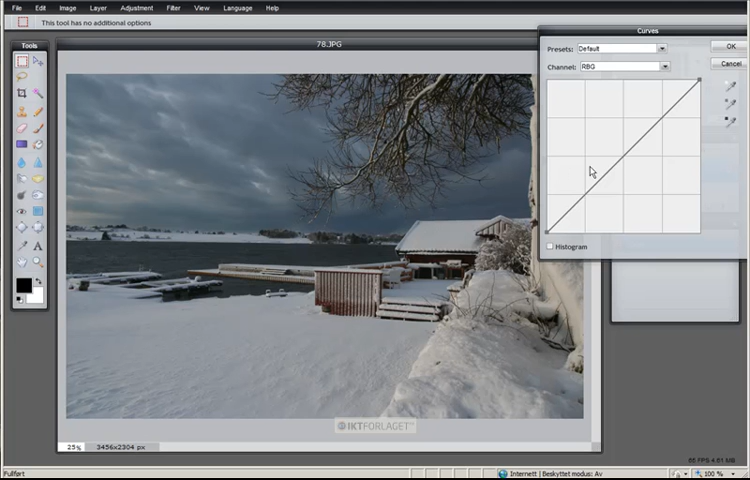 File Edit Image Layer Adjustment Filter View Language Help
This tool has no additional options
Tools
78.JPG
Curves
Presets: Default
OK
Channel: RBG
Cancel
Histogram
IKTFORLAGET
25%
3456x2304 px
Fullført
Internett | Beskyttet modus: Av
100 %